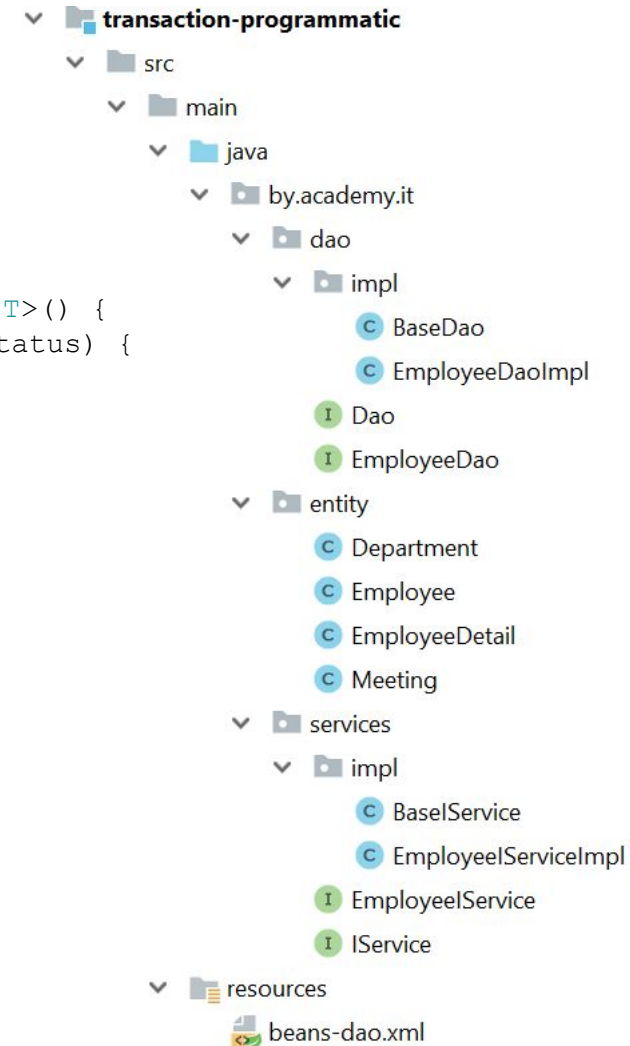 transaction-programmatic
src
main
java
by.academy.it
dao
impl
T>() {
C BaseDao
tatus) {
C EmployeeDaoImpl
I Dao
I EmployeeDao
entity
C Department
C Employee
C EmployeeDetail
C Meeting
services
impl
C BaseIService
C EmployeeIServiceImpl
I EmployeeIService
I IService
resources
beans-dao.xml